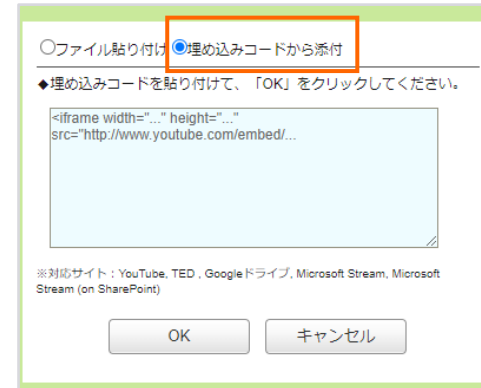 ファイル貼り付け 埋め込みコードから添付
◆埋め込みコードを貼り付けて、「OK」をクリックしてください。
<iframe width="..." height="..."
src="http://www.youtube.com/embed/...
※対応サイト：YouTube, TED , Googleドライブ, Microsoft Stream, Microsoft
Stream (on SharePoint)
OK キャンセル